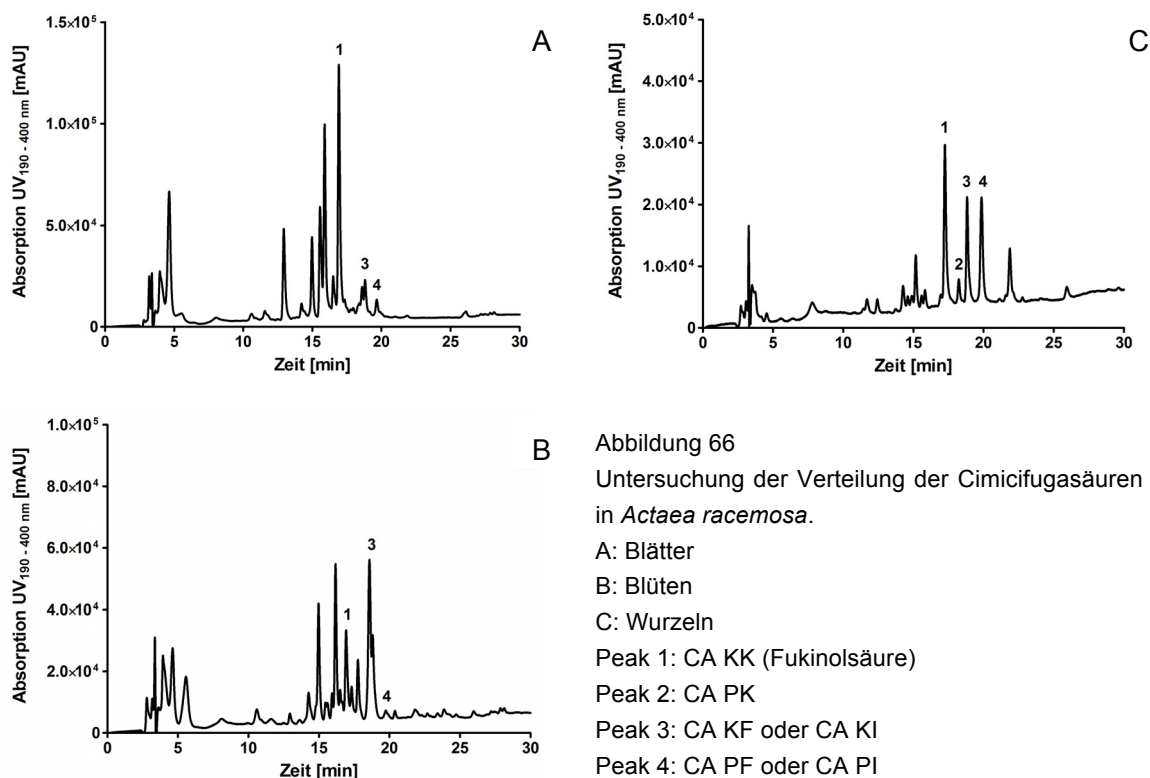 A
Absorption UV190 - 400 nm [mAU]
1.5×10⁵
1.0×10⁵
5.0×10⁴
0
1
3
4
0 5 10 15 20 25 30
Zeit [min]
C
Absorption UV190 - 400 nm [mAU]
5.0×10⁴
4.0×10⁴
3.0×10⁴
2.0×10⁴
1.0×10⁴
0
1
2
3
4
0 10 20 30
Zeit [min]
B
Absorption UV190 - 400 nm [mAU]
1.0×10⁵
8.0×10⁴
6.0×10⁴
4.0×10⁴
2.0×10⁴
0
1
3
4
0 5 10 15 20 25 30
Zeit [min]
Abbildung 66
Untersuchung der Verteilung der Cimicifugasäuren
in Actaea racemosa.
A: Blätter
B: Blüten
C: Wurzeln
Peak 1: CA KK (Fukinolsäure)
Peak 2: CA PK
Peak 3: CA KF oder CA KI
Peak 4: CA PF oder CA PI